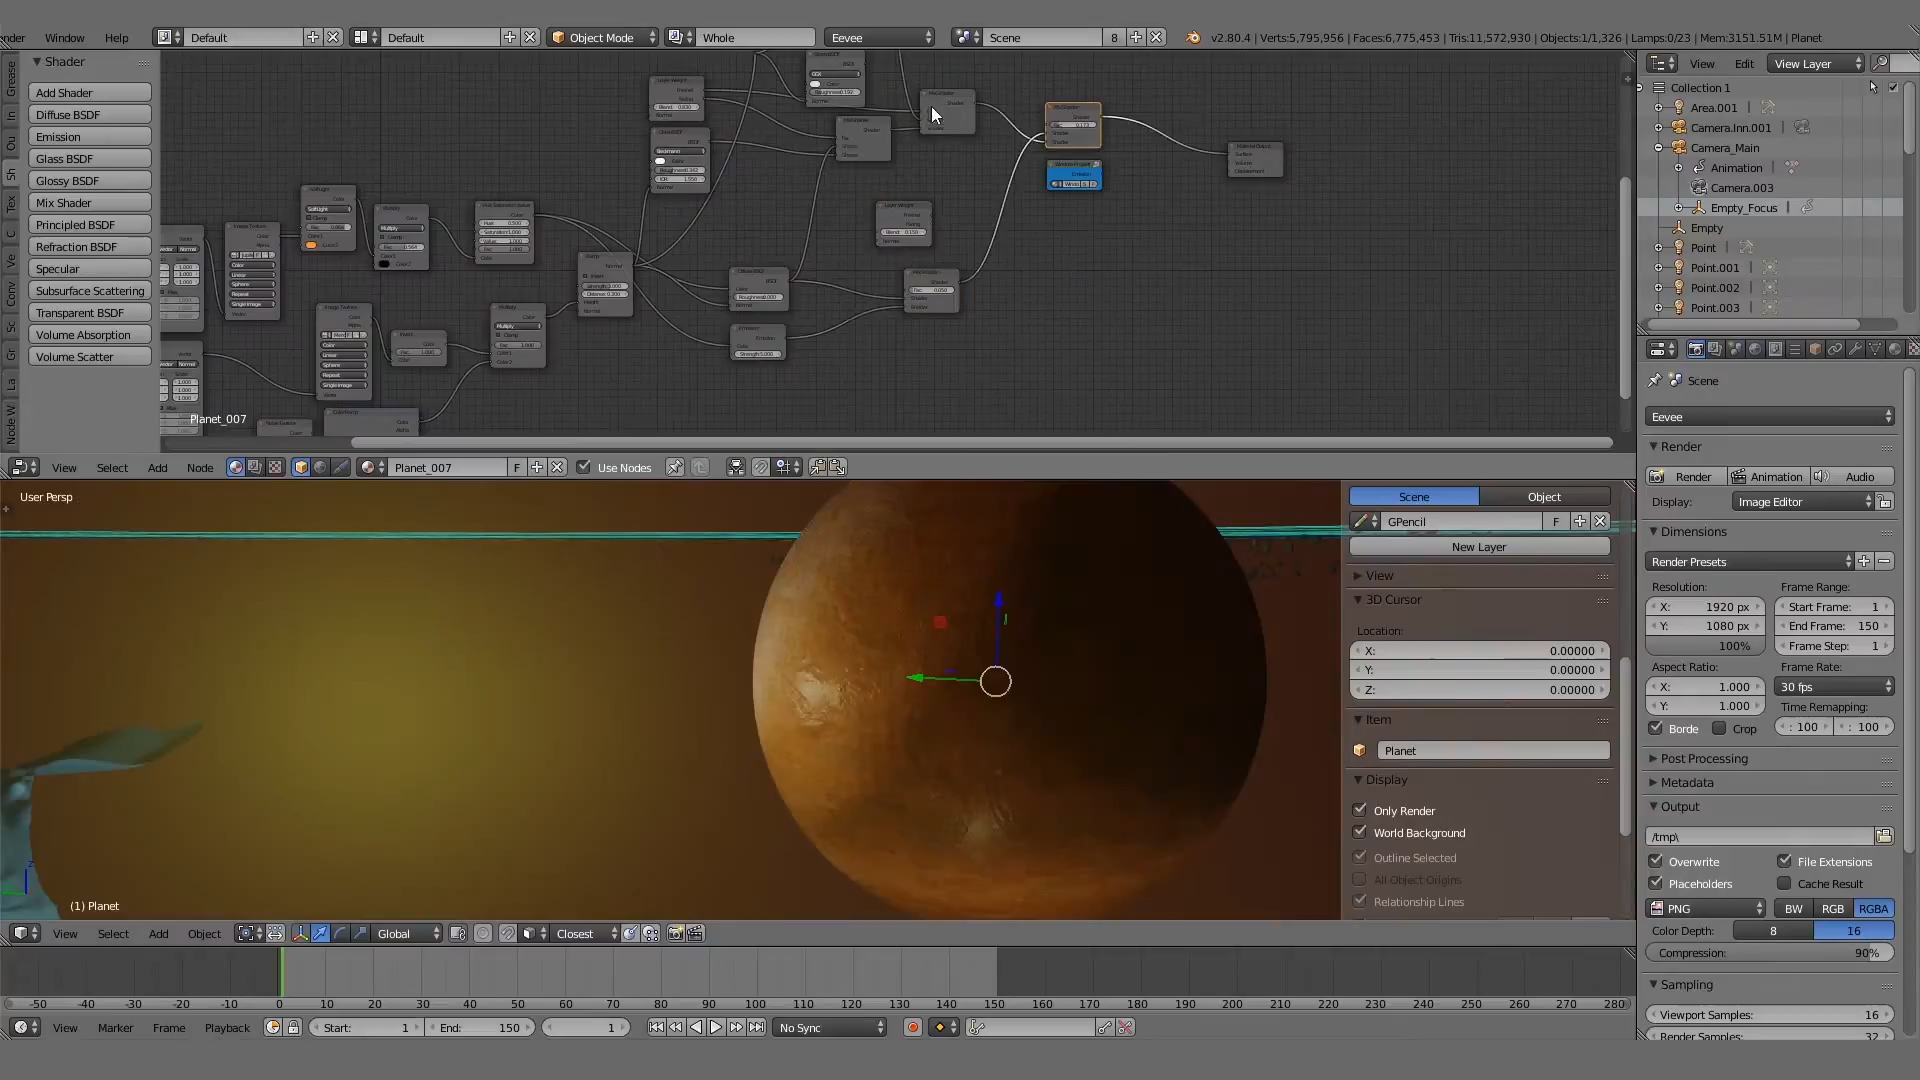 nder Window Help Default Default Object Mode Whole Eevee Scene 8 v2.80.4 | Verts:5,795,956 | Faces:6,775,453 | Tris:11,572,930 | Objects:1/1,326 | Lamps:0/23 | Mem:3151.51M | Planet
Shader
Add Shader
Diffuse BSDF
Emission
Glass BSDF
Glossy BSDF
Mix Shader
Principled BSDF
Refraction BSDF
Specular
Subsurface Scattering
Transparent BSDF
Volume Absorption
Volume Scatter
Grease
In
Ou
Sh
Tex
C
Ve
Conv
Sc
Gr
La
Node W
Planet_007
View Select Add Node Planet_007 F Use Nodes
User Persp
(1) Planet
Scene Object
GPencil F
New Layer
View
3D Cursor
Location:
X: 0.00000
Y: 0.00000
Z: 0.00000
Item
Planet
Display
Only Render
World Background
Outline Selected
All Object Origins
Relationship Lines
View Select Add Object Global Closest
-50 -40 -30 -20 -10 0 10 20 30 40 50 60 70 80 90 100 110 120 130 140 150 160 170 180 190 200 210 220 230 240 250 260 270 280
View Marker Frame Playback Start: 1 End: 150 1 No Sync
View Edit View Layer
Collection 1
Area.001
Camera.Inn.001
Camera_Main
Animation
Camera.003
Empty_Focus
Empty
Point
Point.001
Point.002
Point.003
Scene
Eevee
Render
Render Animation Audio
Display: Image Editor
Dimensions
Render Presets
Resolution: Frame Range:
X: 1920 px Start Frame: 1
Y: 1080 px End Frame: 150
100% Frame Step: 1
Aspect Ratio: Frame Rate:
X: 1.000 30 fps
Y: 1.000 Time Remapping:
Borde Crop : 100 : 100
Post Processing
Metadata
Output
/tmp\
Overwrite File Extensions
Placeholders Cache Result
PNG BW RGB RGBA
Color Depth: 8 16
Compression: 90%
Sampling
Viewport Samples: 16
Render Samples: 32